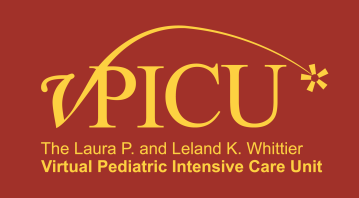 vPICU
The Laura P. and Leland K. Whittier
Virtual Pediatric Intensive Care Unit